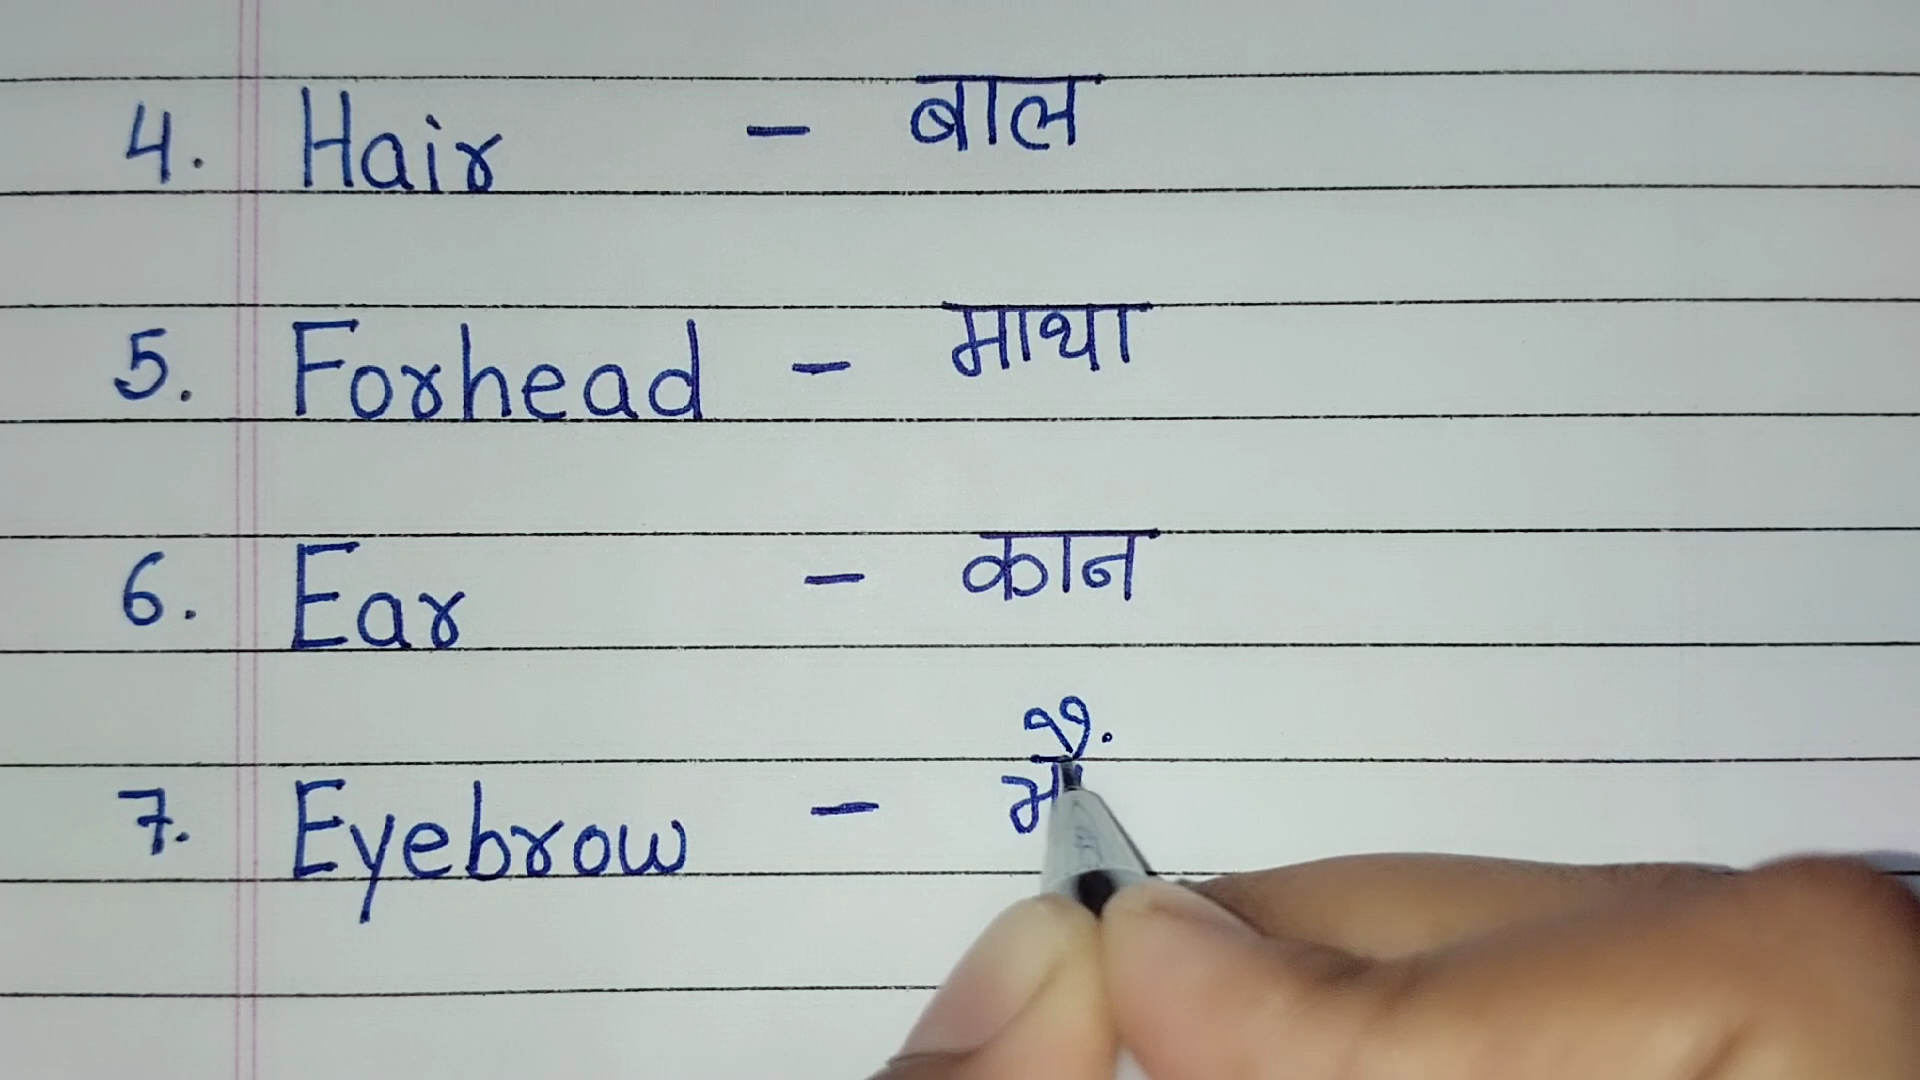 4. Hair - बाल
5. Forhead - माथा
6. Ear - कान
7. Eyebrow - भौं